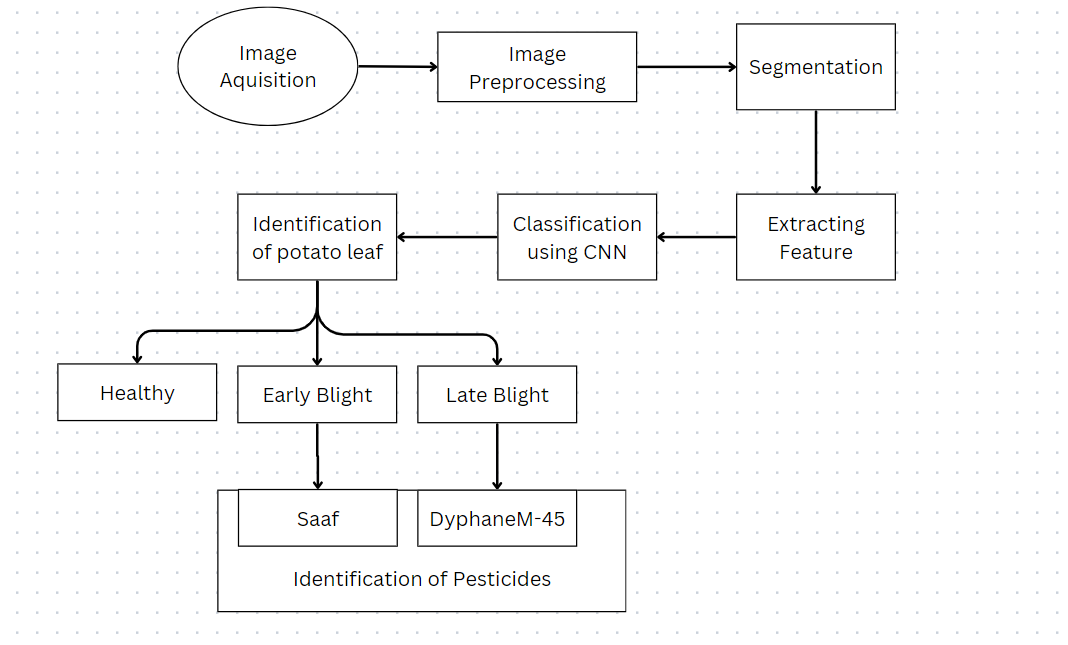 Image
Aquisition
Image
Preprocessing
Segmentation
Identification
of potato leaf
Classification
using CNN
Extracting
Feature
Healthy
Early Blight
Late Blight
Saaf
DyphaneM-45
Identification of Pesticides